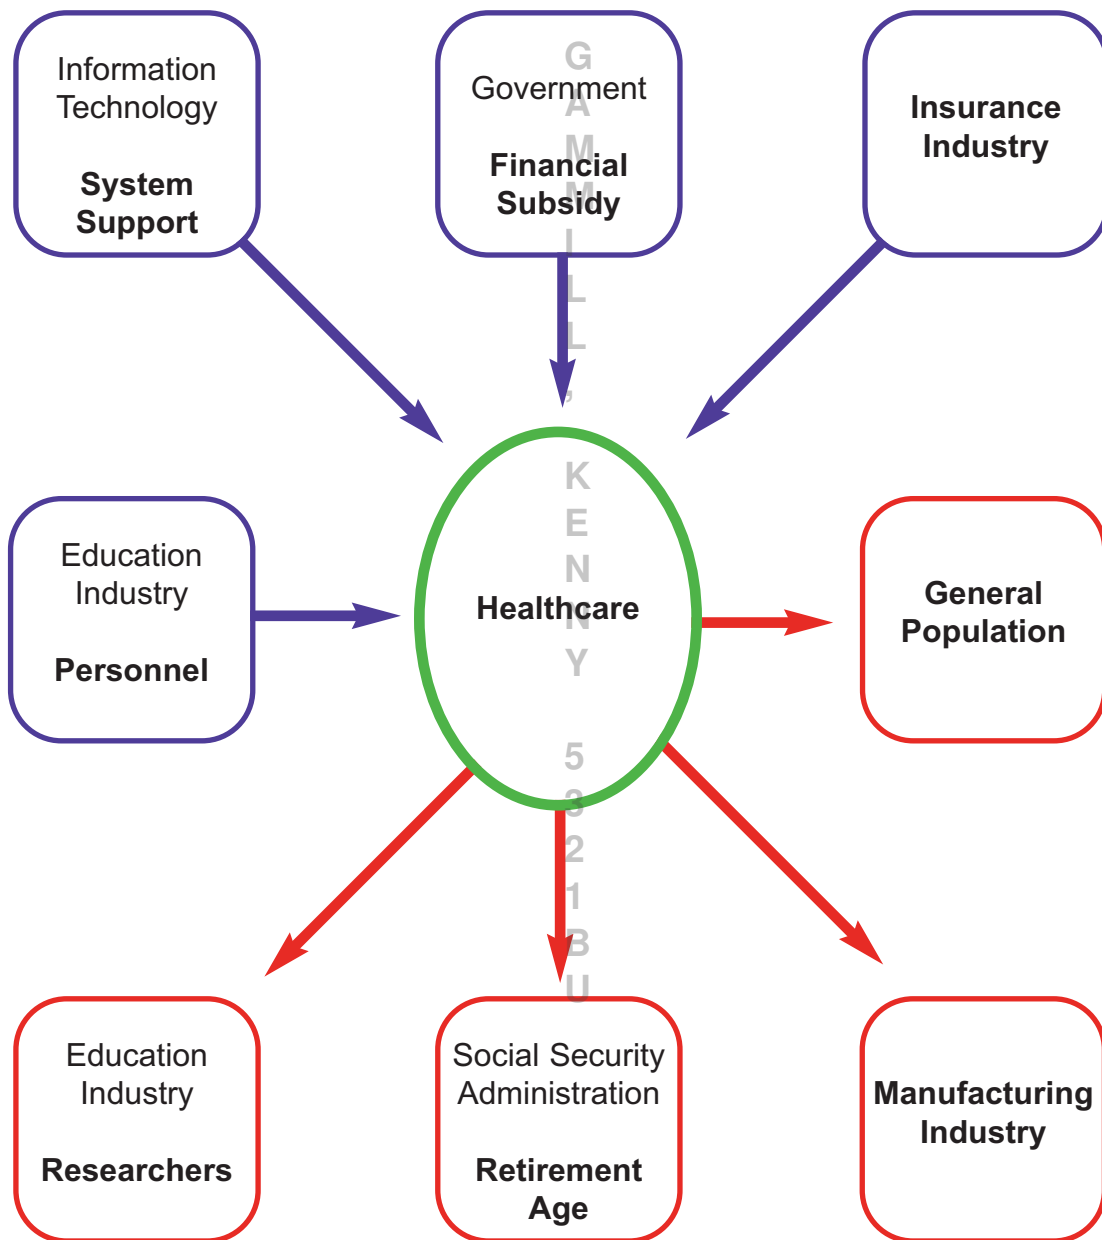 Information
Technology
System
Support
Government
Financial
Subsidy
Insurance
Industry
Education
Industry
Personnel
Healthcare
General
Population
Education
Industry
Researchers
Social Security
Administration
Retirement
Age
Manufacturing
Industry
GAMMILL, KENNY 5321BU